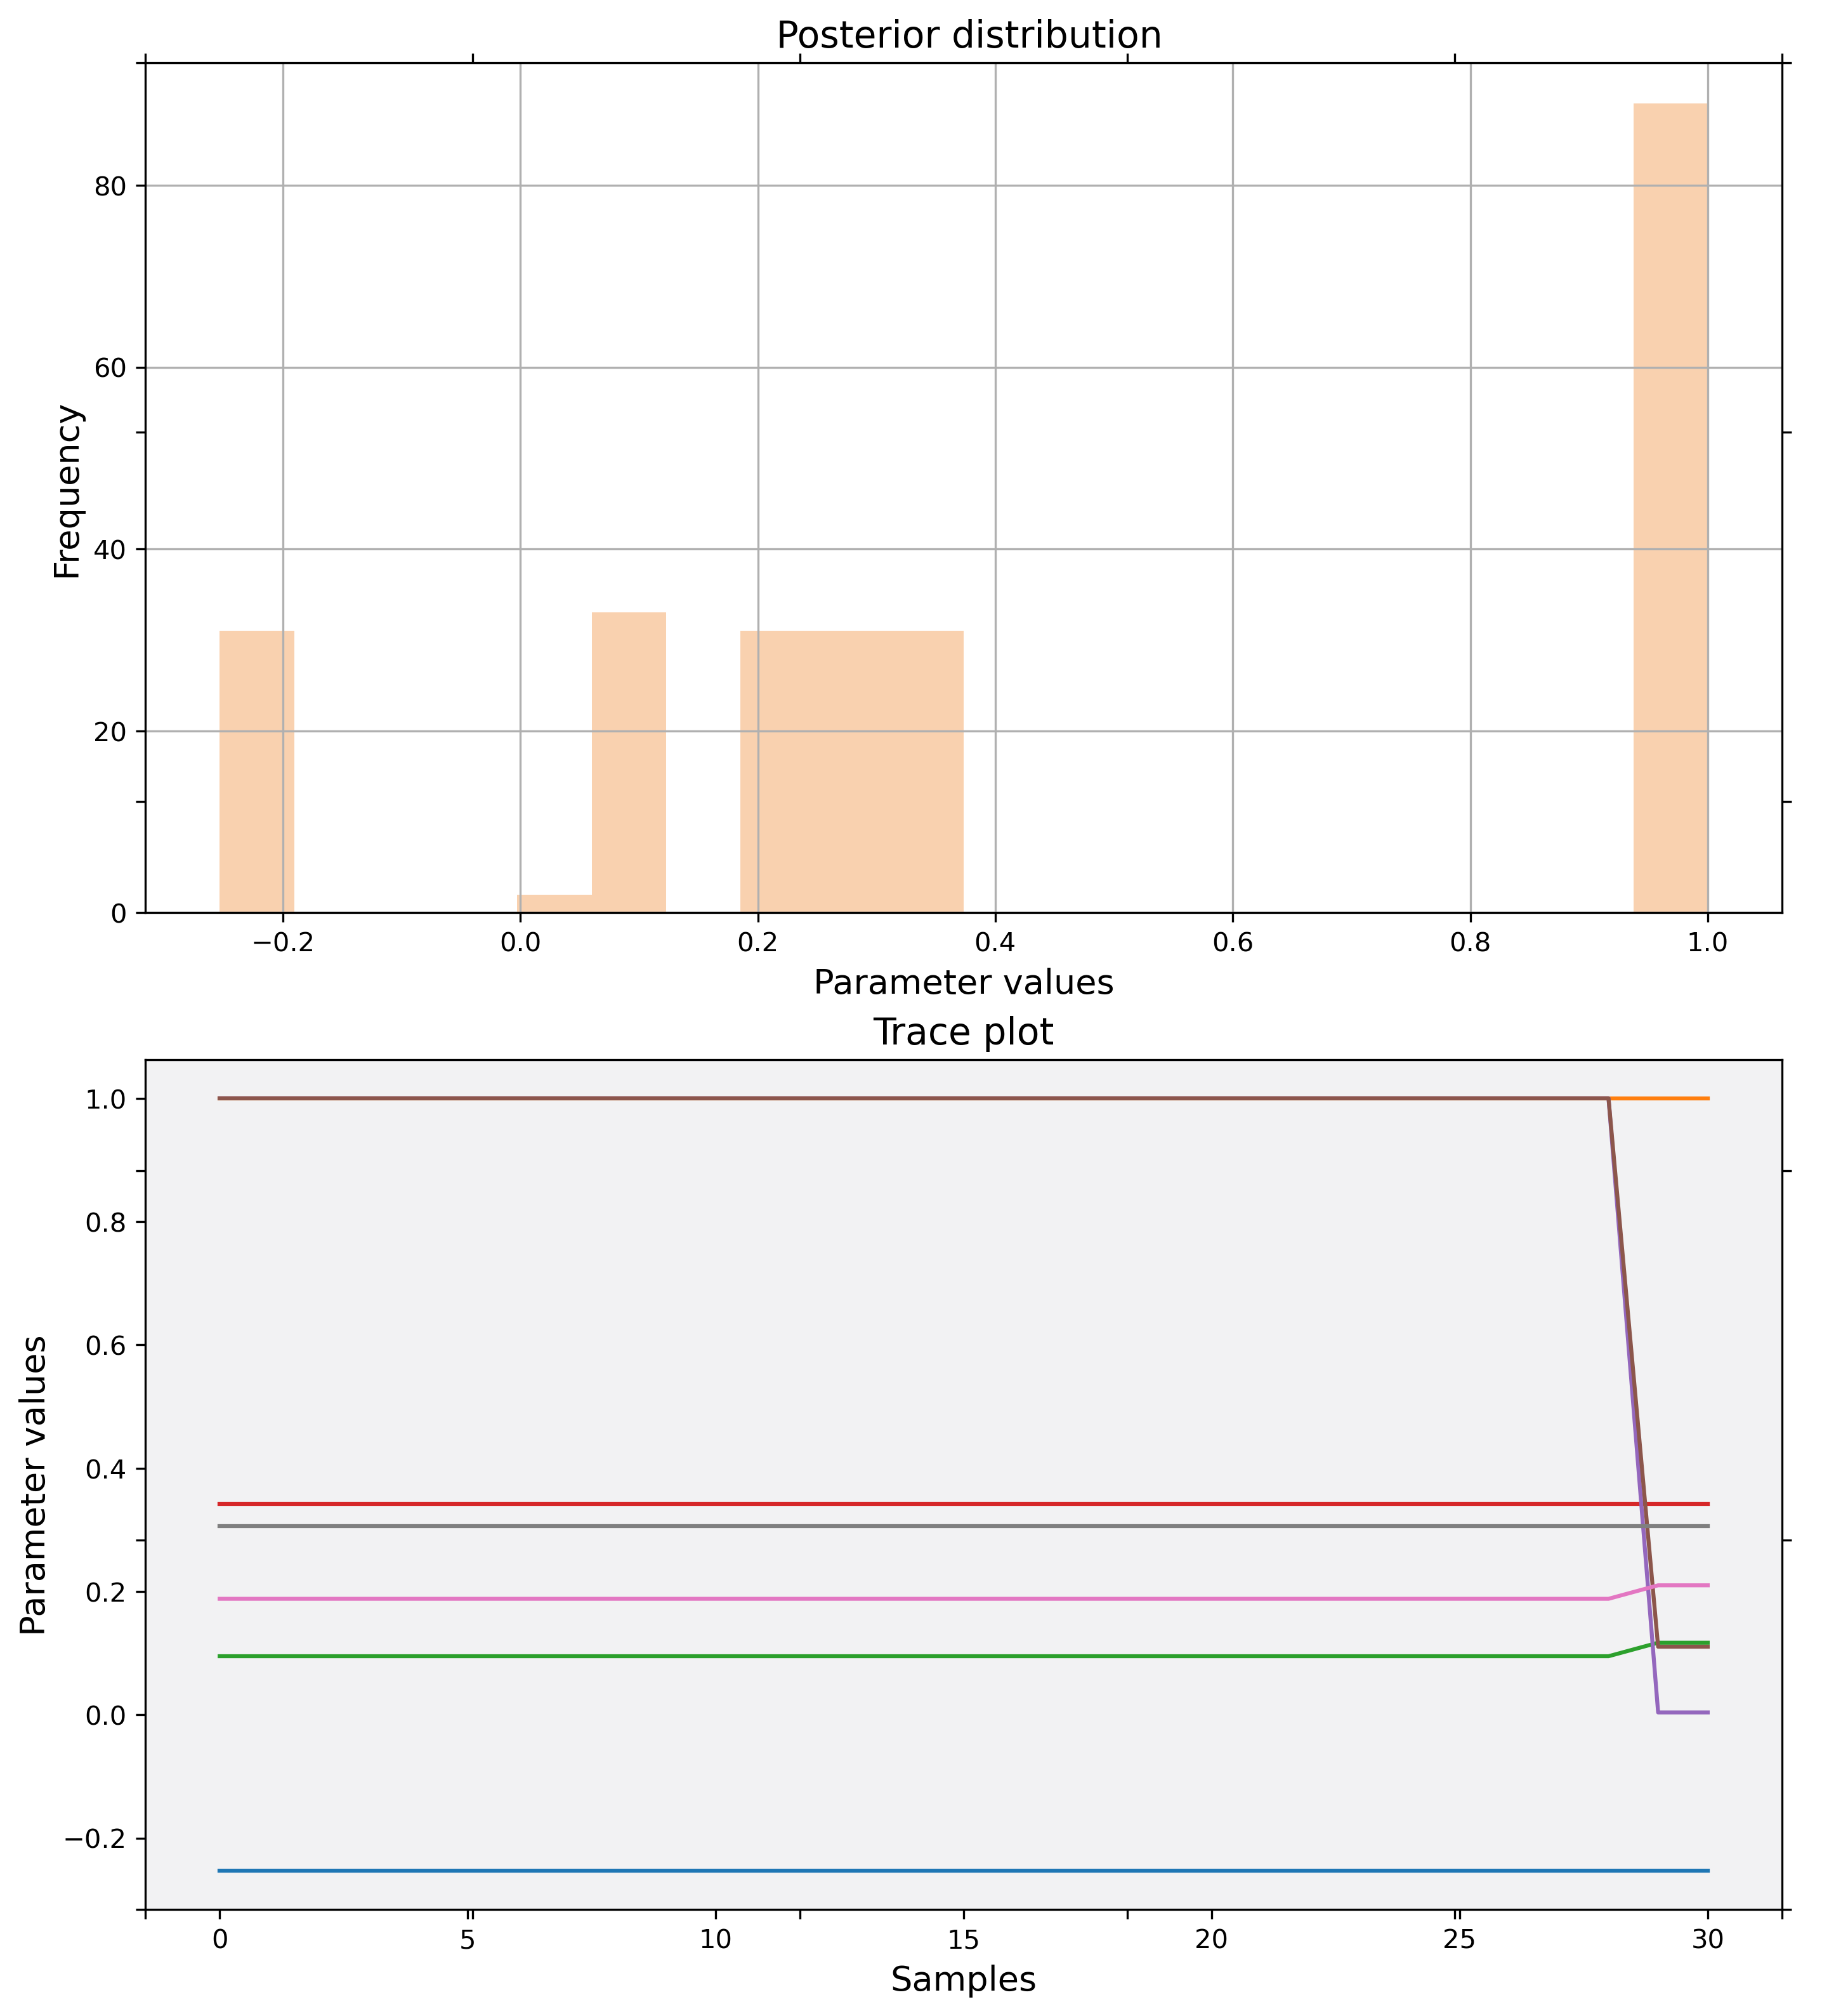 Posterior distribution
Frequency
80
60
40
20
0
−0.2 0.0 0.2 0.4 0.6 0.8 1.0
Parameter values
Trace plot
Parameter values
1.0
0.8
0.6
0.4
0.2
0.0
−0.2
0 5 10 15 20 25 30
Samples